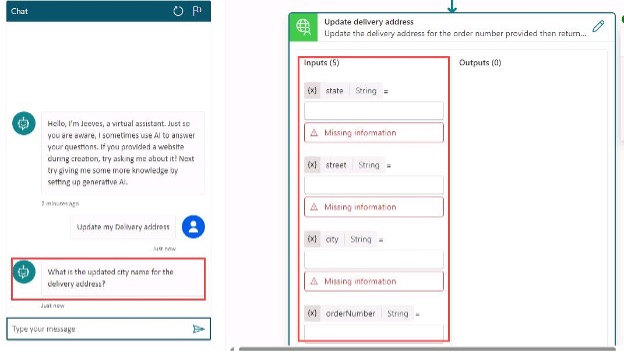 Chat
Hello, I'm Jeeves, a virtual assistant. Just so
you are aware, I sometimes use AI to answer
your questions. If you provided a website
during creation, try asking me about it! Next
try giving me some more knowledge by
setting up generative AI.
2 minutes ago
Update my Delivery address
Just now
What is the updated city name for the
delivery address?
Just now
Type your message
Update delivery address
Update the delivery address for the order number provided then return...
Inputs (5)
Outputs (0)
{x} state String =
Missing information
{x} street String =
Missing information
{x} city String =
Missing information
{x} orderNumber String =